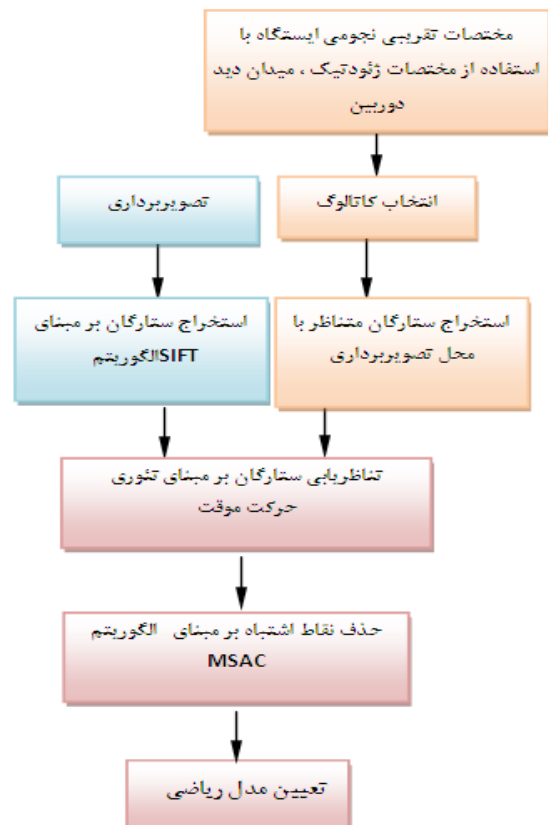 مختصات تقریبی نجومی ایستگاه با
استفاده از مختصات ژئودتیک ، میدان دید
دوربین
تصویربرداری
انتخاب کاتالوگ
استخراج ستارگان بر مبنای
الگوریتمSIFT
استخراج ستارگان متناظر با
محل تصویربرداری
تناظریابی ستارگان بر مبنای تئوری
حرکت موقت
حذف نقاط اشتباه بر مبنای الگوریتم
MSAC
تعیین مدل ریاضی